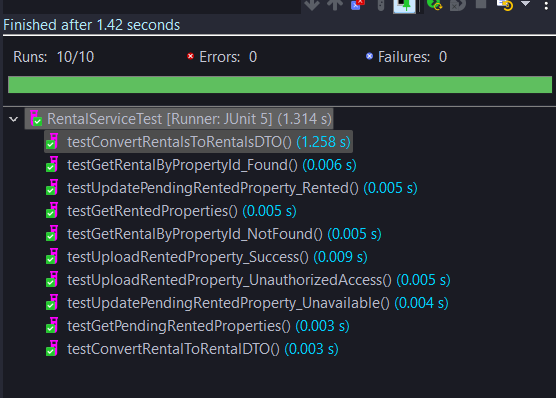 Finished after 1.42 seconds
Runs: 10/10 Errors: 0 Failures: 0
RentalServiceTest [Runner: JUnit 5] (1.314 s)
testConvertRentalsToRentalsDTO() (1.258 s)
testGetRentalByPropertyId_Found() (0.006 s)
testUpdatePendingRentedProperty_Rented() (0.005 s)
testGetRentedProperties() (0.005 s)
testGetRentalByPropertyId_NotFound() (0.005 s)
testUploadRentedProperty_Success() (0.009 s)
testUploadRentedProperty_UnauthorizedAccess() (0.005 s)
testUpdatePendingRentedProperty_Unavailable() (0.004 s)
testGetPendingRentedProperties() (0.003 s)
testConvertRentalToRentalDTO() (0.003 s)